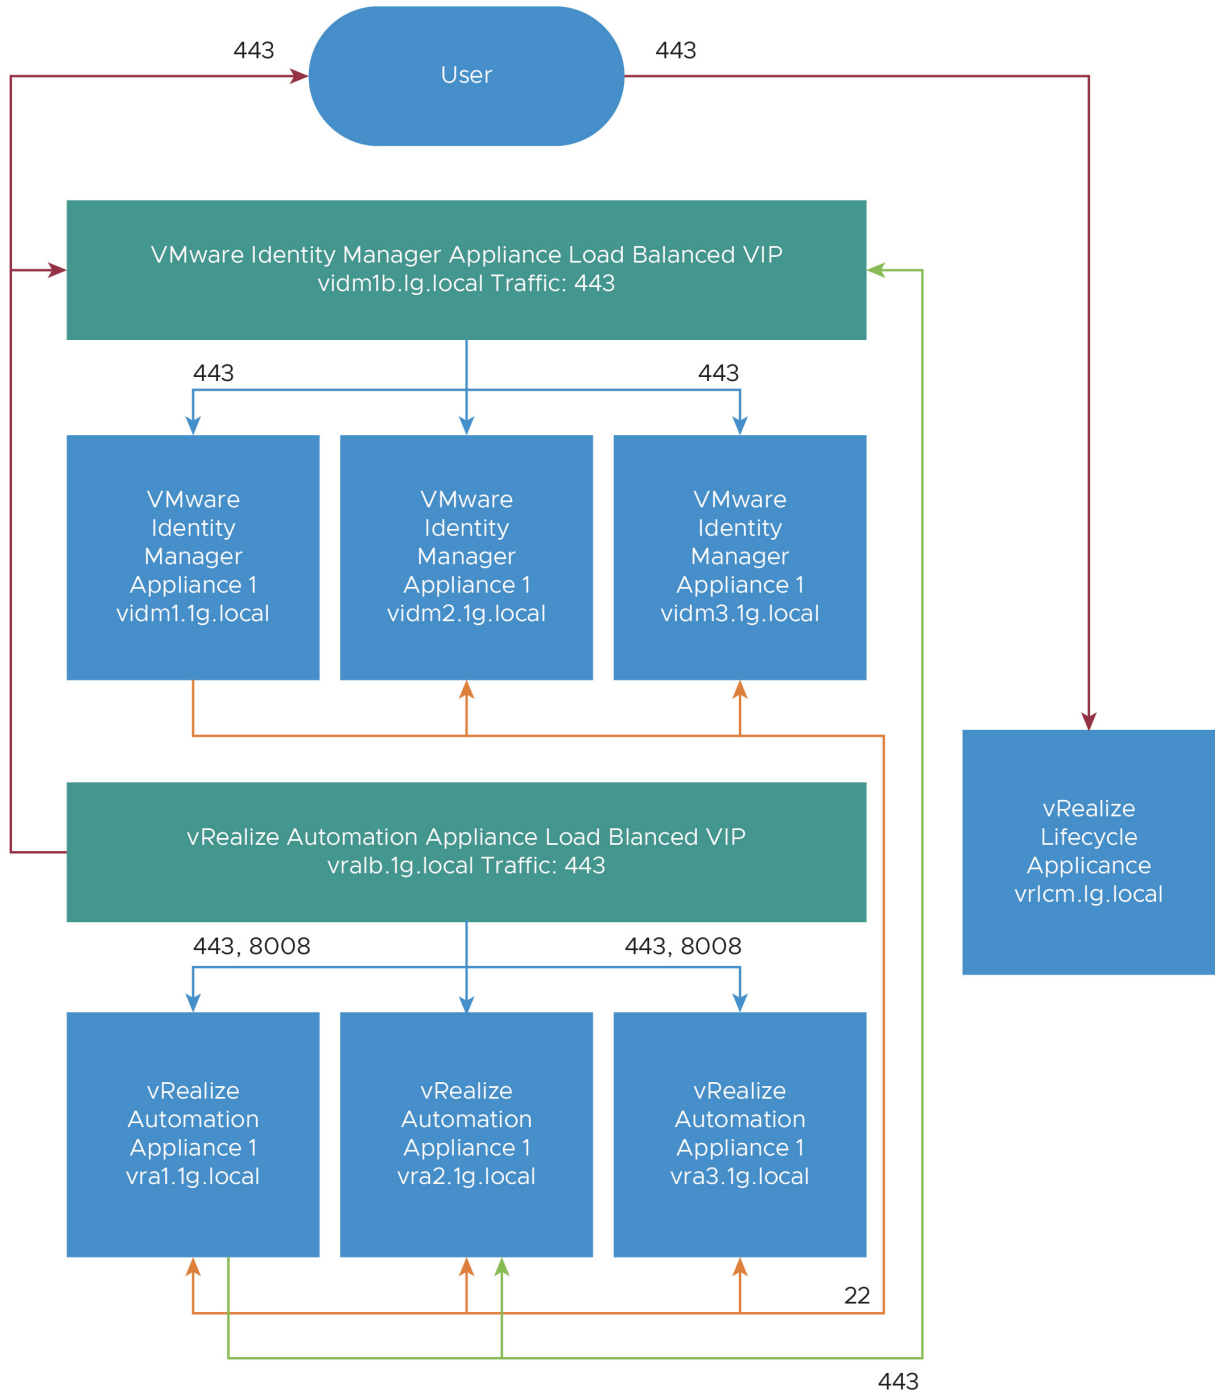 443
443
User
VMware Identity Manager Appliance Load Balanced VIP
vidm1b.lg.local Traffic: 443
443
443
VMware
Identity
Manager
Appliance 1
vidm1.1g.local
VMware
Identity
Manager
Appliance 1
vidm2.1g.local
VMware
Identity
Manager
Appliance 1
vidm3.1g.local
vRealize
Lifecycle
Applicance
vrlcm.lg.local
vRealize Automation Appliance Load Blanced VIP
vralb.1g.local Traffic: 443
443, 8008
443, 8008
vRealize
Automation
Appliance 1
vra1.1g.local
vRealize
Automation
Appliance 1
vra2.1g.local
vRealize
Automation
Appliance 1
vra3.1g.local
22
443